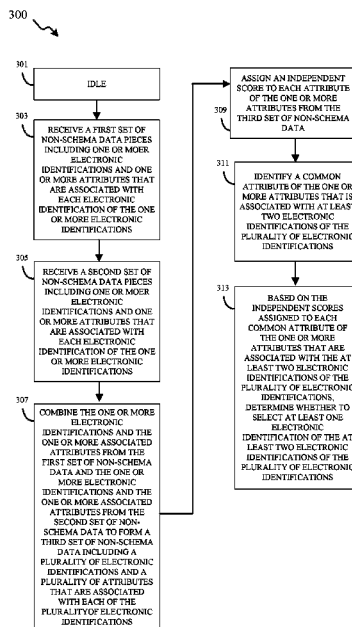 300
301
IDLE
303
RECEIVE A FIRST SET OF
NON-SCHEMA DATA PIECES
INCLUDING ONE OR MOER
ELECTRONIC
IDENTIFICATIONS AND ONE
OR MORE ATTRIBUTES THAT
ARE ASSOCIATED WITH
EACH ELECTRONIC
IDENTIFICATION OF THE ONE
OR MORE ELECTRONIC
IDENTIFICATIONS
305
RECEIVE A SECOND SET OF
NON-SCHEMA DATA PIECES
INCLUDING ONE OR MOER
ELECTRONIC
IDENTIFICATIONS AND ONE
OR MORE ATTRIBUTES THAT
ARE ASSOCIATED WITH
EACH ELECTRONIC
IDENTIFICATION OF THE ONE
OR MORE ELECTRONIC
IDENTIFICATIONS
307
COMBINE THE ONE OR MORE
ELECTRONIC
IDENTIFICATIONS AND THE
ONE OR MORE ASSOCIATED
ATTRIBUTES FROM THE
FIRST SET OF NON-SCHEMA
DATA AND THE ONE OR
MORE ELECTRONIC
IDENTIFICATIONS AND THE
ONE OR MORE ASSOCIATED
ATTRIBUTES FROM THE
SECOND SET OF NON-
SCHEMA DATA TO FORM A
THIRD SET OF NON-SCHEMA
DATA INCLUDING A
PLURALITY OF ELECTRONIC
IDENTIFICATIONS AND A
PLURALITY OF ATTRIBUTES
THAT ARE ASSOCIATED
WITH EACH OF THE
PLURALITYOF ELECTRONIC
IDENTIFICATIONS
309
ASSIGN AN INDEPENDENT
SCORE TO EACH ATTRIBUTE
OF THE ONE OR MORE
ATTRIBUTES FROM THE
THIRD SET OF NON-SCHEMA
DATA
311
IDENTIFY A COMMON
ATTRIBUTE OF THE ONE OR
MORE ATTRIBUTES THAT IS
ASSOCIATED WITH AT LEAST
TWO ELECTRONIC
IDENTIFICATIONS OF THE
PLURALITY OF ELECTRONIC
IDENTIFICATIONS
313
BASED ON THE
INDEPENDENT SCORES
ASSIGNED TO EACH
COMMON ATTRIBUTE OF
THE ONE OR MORE
ATTRIBUTES THAT ARE
ASSOCIATED WITH THE AT
LEAST TWO ELECTRONIC
IDENTIFICATIONS OF THE
PLURALITY OF ELECTRONIC
IDENTIFICATIONS,
DETERMINE WHETHER TO
SELECT AT LEAST ONE
ELECTRONIC
IDENTIFICATION OF THE AT
LEAST TWO ELECTRONIC
IDENTIFICATIONS OF THE
PLURALITY OF ELECTRONIC
IDENTIFICATIONS